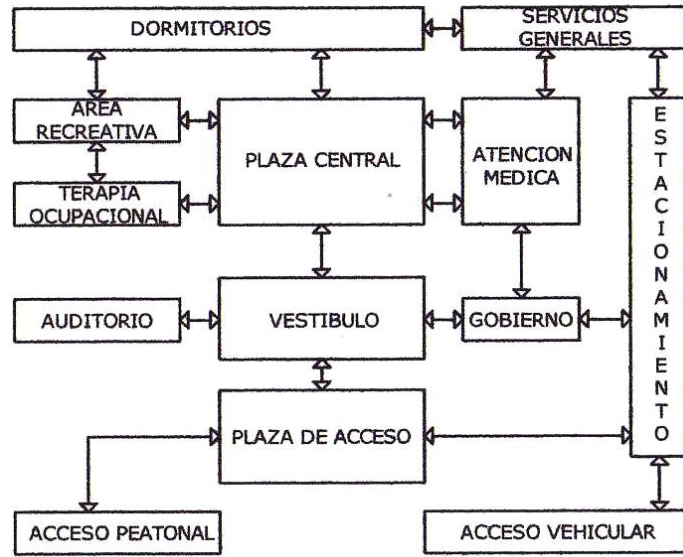 DORMITORIOS
SERVICIOS
GENERALES
AREA
RECREATIVA
PLAZA CENTRAL
ATENCION
MEDICA
ESTACIONAMIENTO
TERAPIA
OCUPACIONAL
AUDITORIO
VESTIBULO
GOBIERNO
PLAZA DE ACCESO
ACCESO PEATONAL
ACCESO VEHICULAR